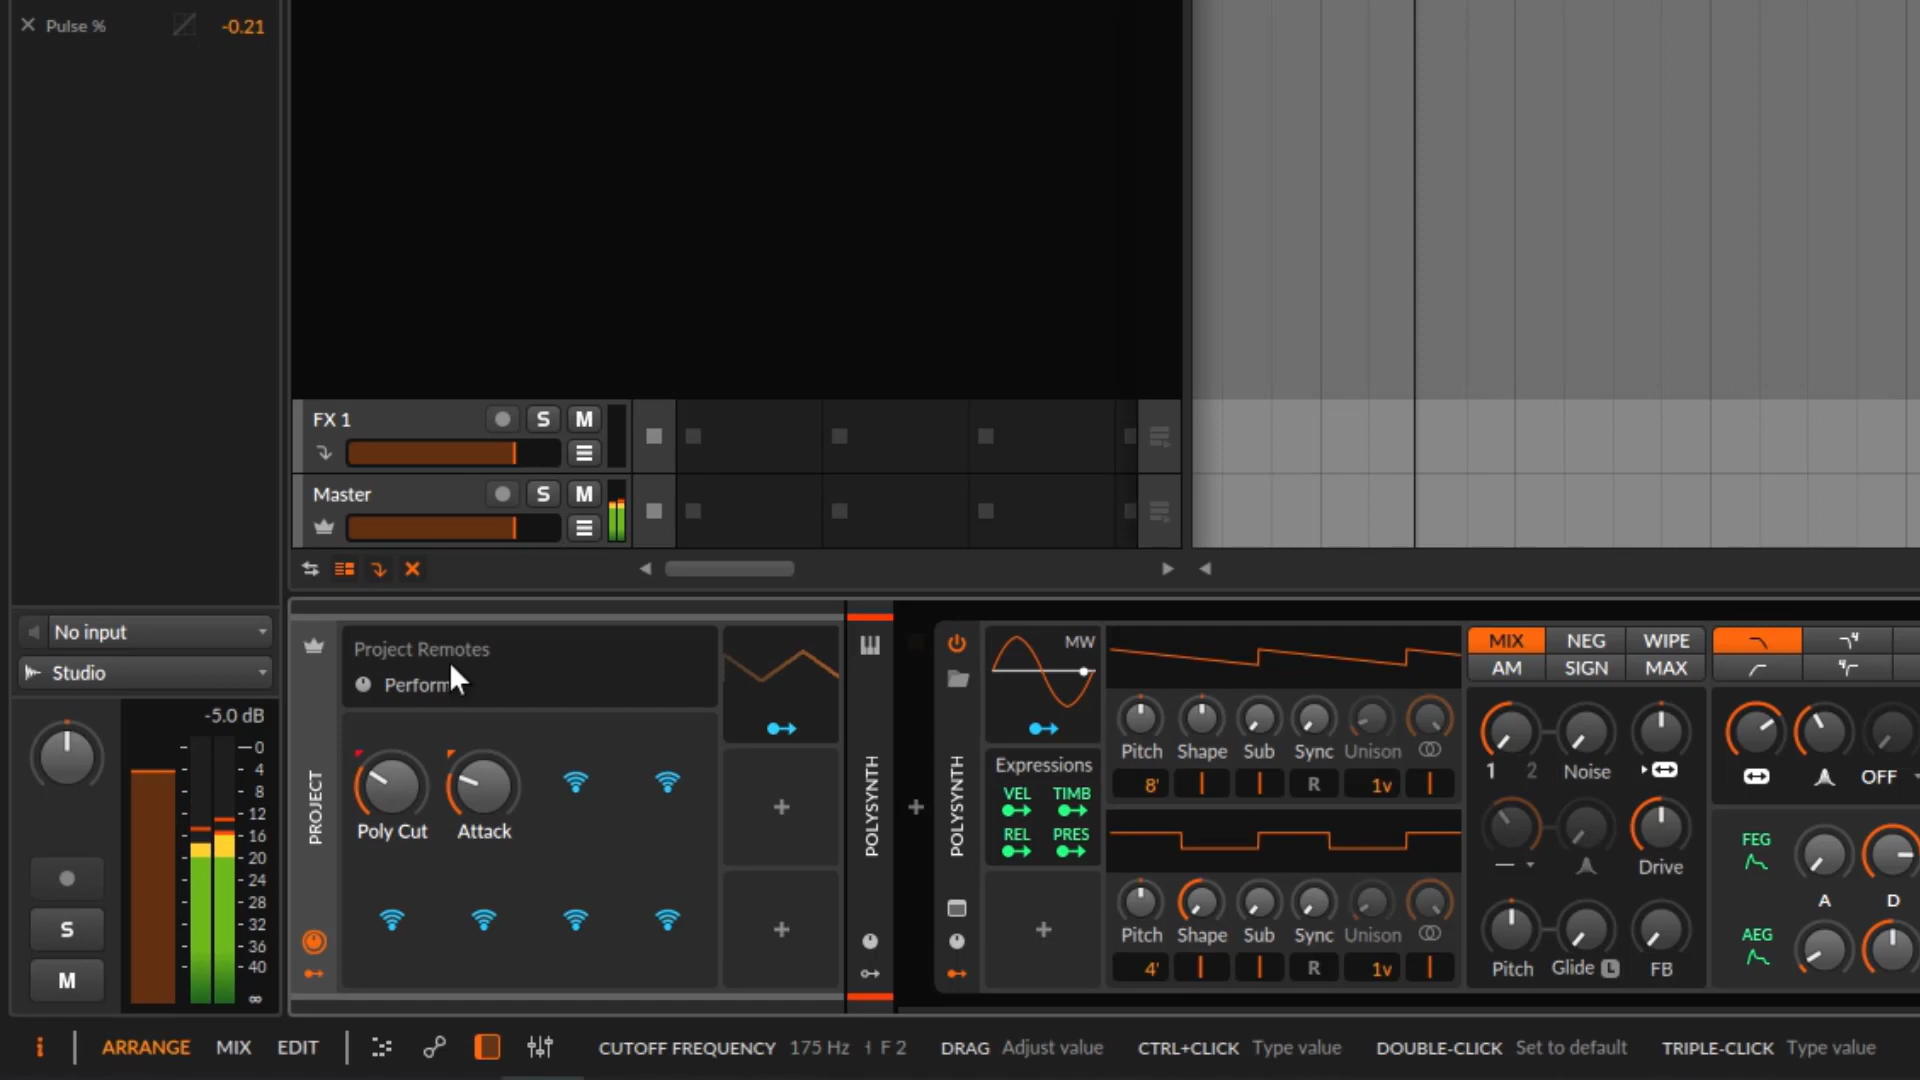 Pulse %
-0.21
FX 1
S
M
Master
S
M
No input
Studio
-5.0 dB
0
4
8
12
16
20
24
28
32
36
40
∞
S
M
PROJECT
Project Remotes
Perform
Poly Cut
Attack
POLYSYNTH
POLYSYNTH
MW
Expressions
VEL TIMB
REL PRES
Pitch Shape Sub Sync Unison
8' R 1v
Pitch Shape Sub Sync Unison
4' R 1v
MIX NEG WIPE
AM SIGN MAX
1 2 Noise
Drive
Pitch Glide L FB
OFF
FEG
A D
AEG
i ARRANGE MIX EDIT CUTOFF FREQUENCY 175 Hz F 2 DRAG Adjust value CTRL+CLICK Type value DOUBLE-CLICK Set to default TRIPLE-CLICK Type value